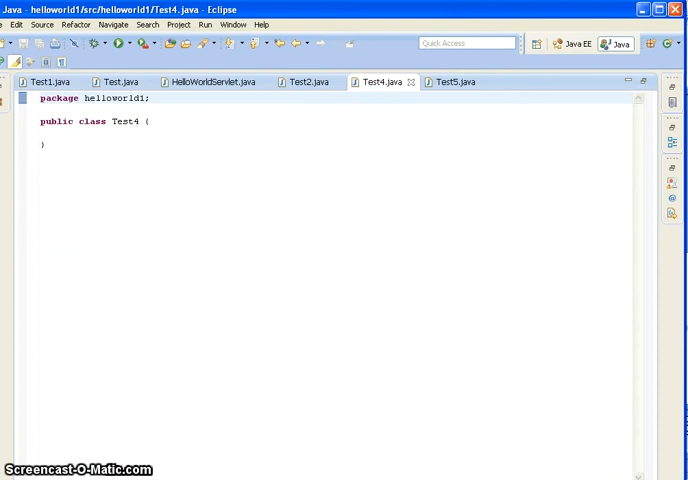 Java - helloworld1/src/helloworld1/Test4.java - Eclipse
Edit Source Refactor Navigate Search Project Run Window Help
Quick Access
Java EE
Java
Test1.java Test.java HelloWorldServlet.java Test2.java Test4.java Test5.java
package helloworld1;
public class Test4 {
}
Screencast-O-Matic.com